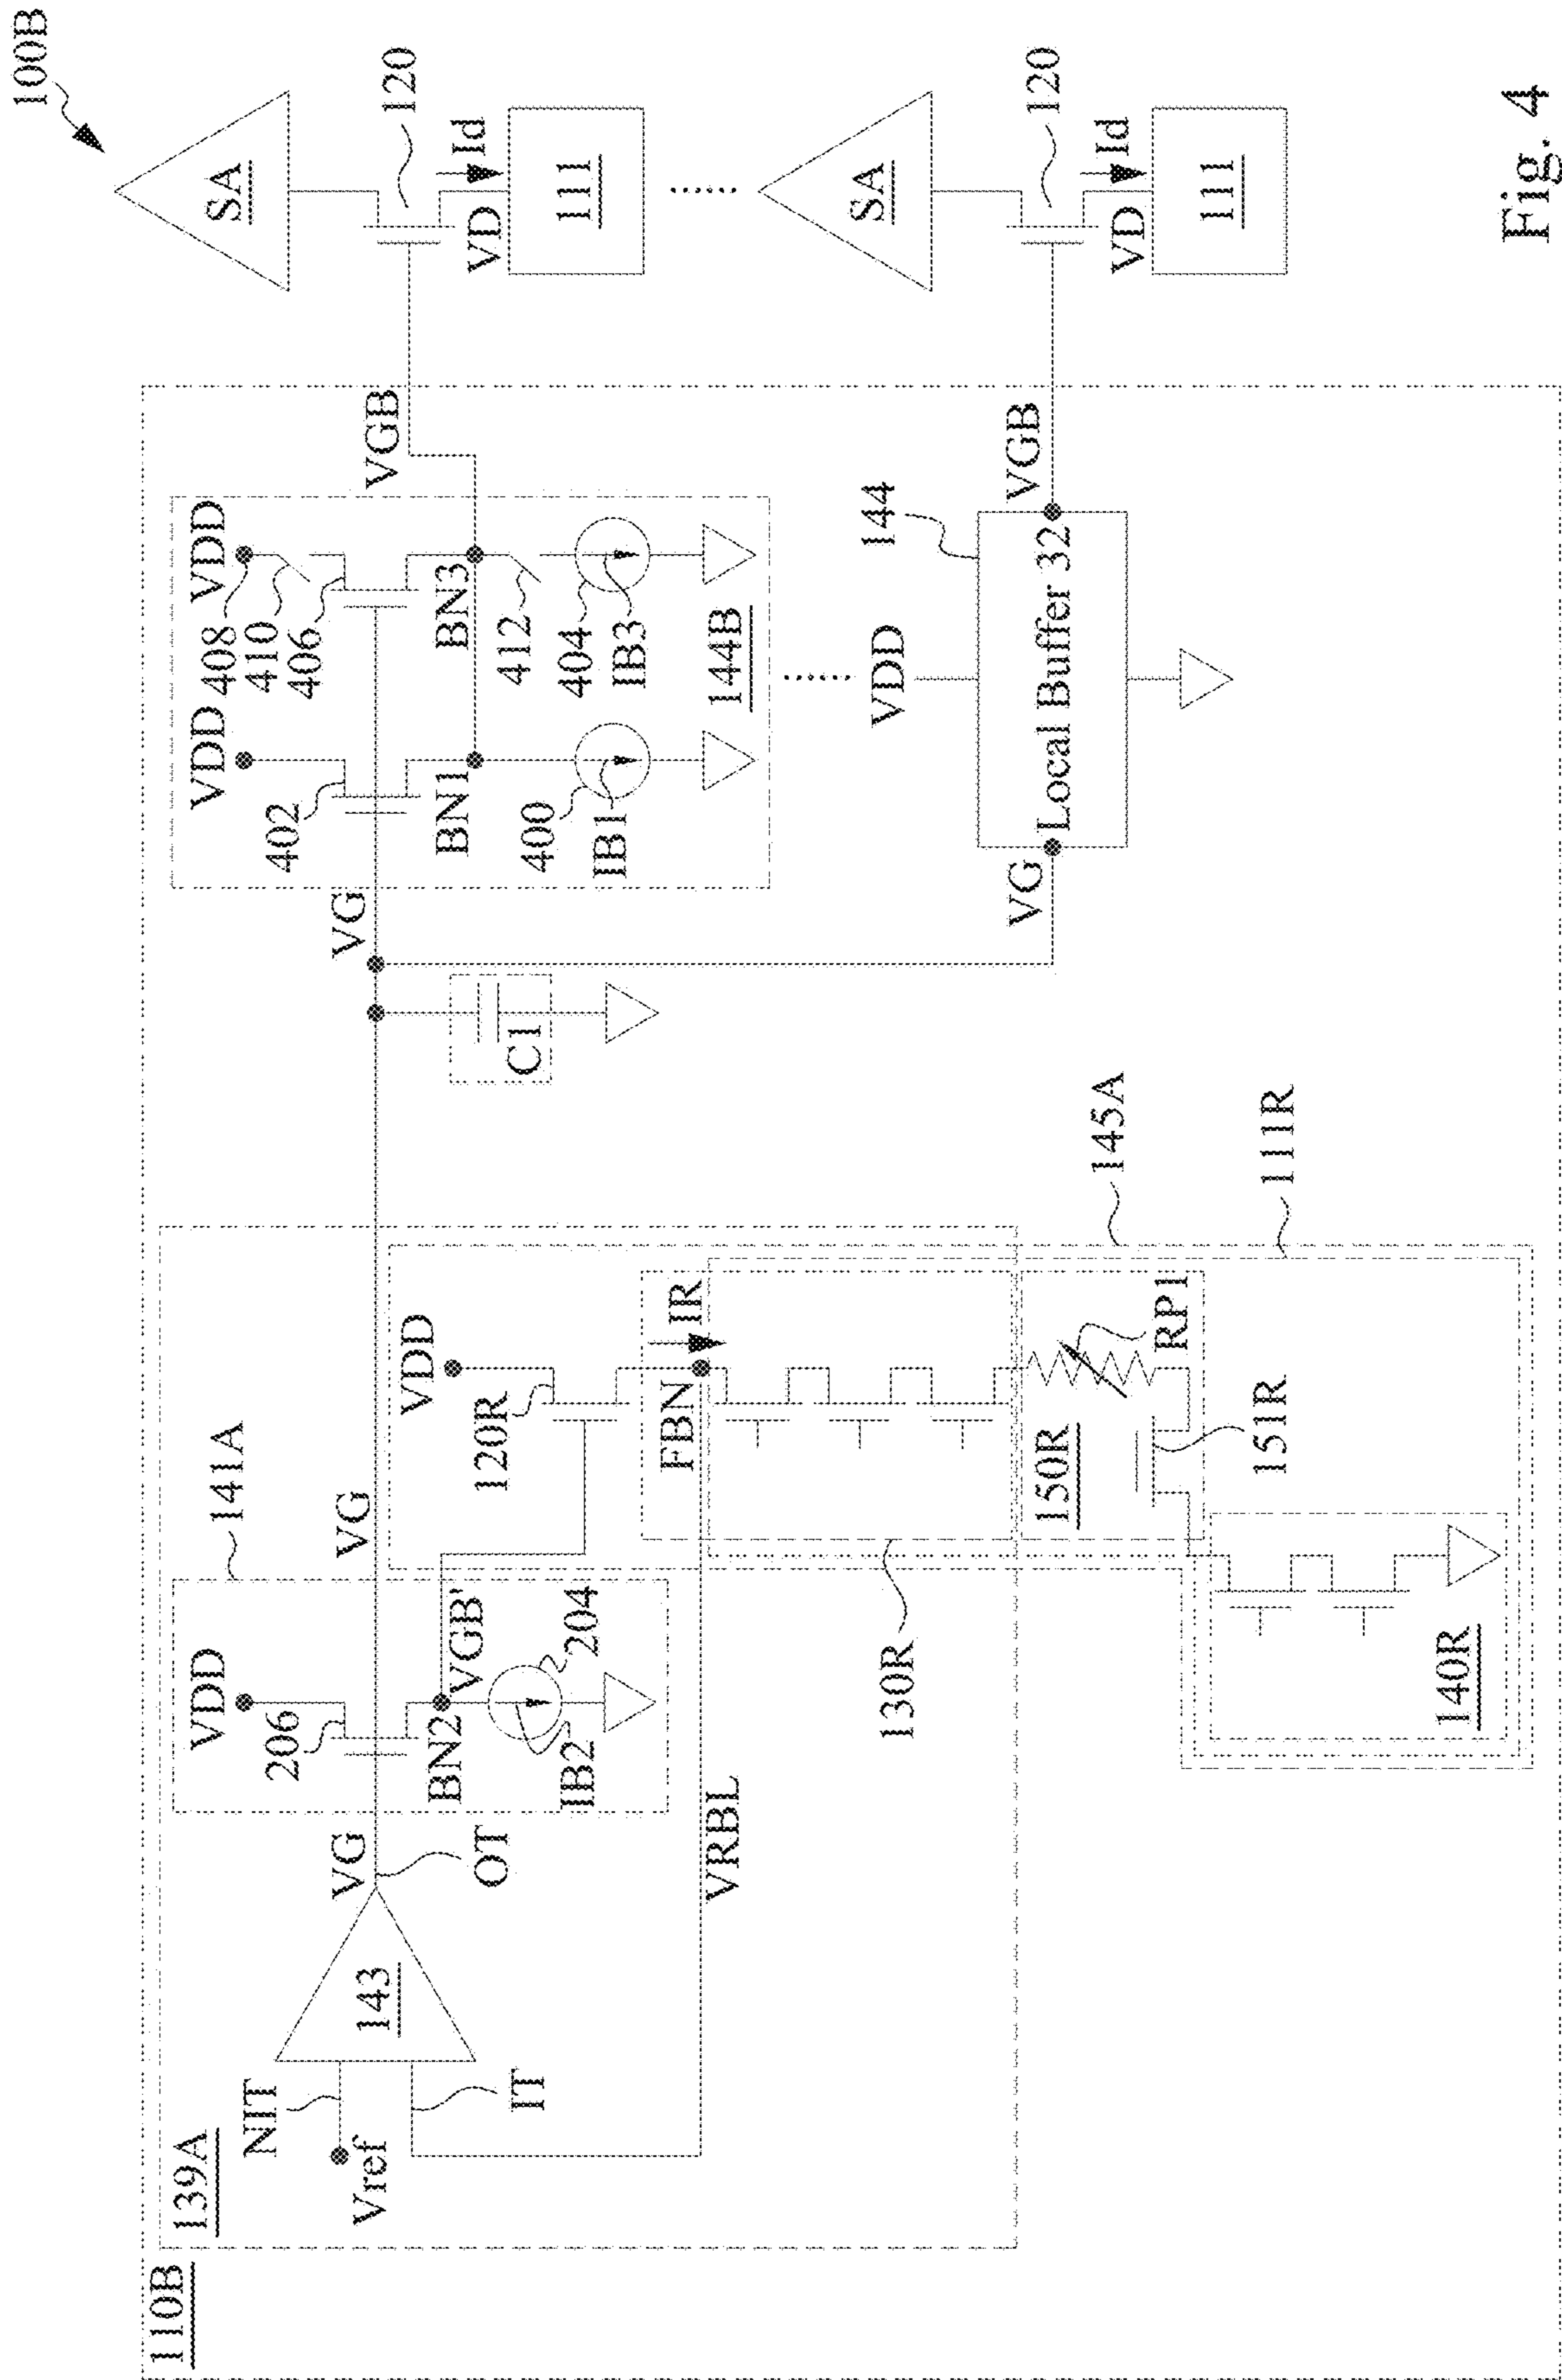 100B
110B
139A
NIT
Vref
IT
143
VG
OT
141A
VDD
206
BN2
VGB'
204
IB2
VG
VRBL
VDD
120R
FBN
IR
130R
150R
RP1
151R
140R
145A
111R
C1
VG
VDD
402
BN1
400
IB1
VDD
408
410
406
BN3
412
404
IB3
144B
VGB
SA
120
VD
Id
111
VDD
144
VG
Local Buffer 32
VGB
SA
120
VD
Id
111
Fig. 4